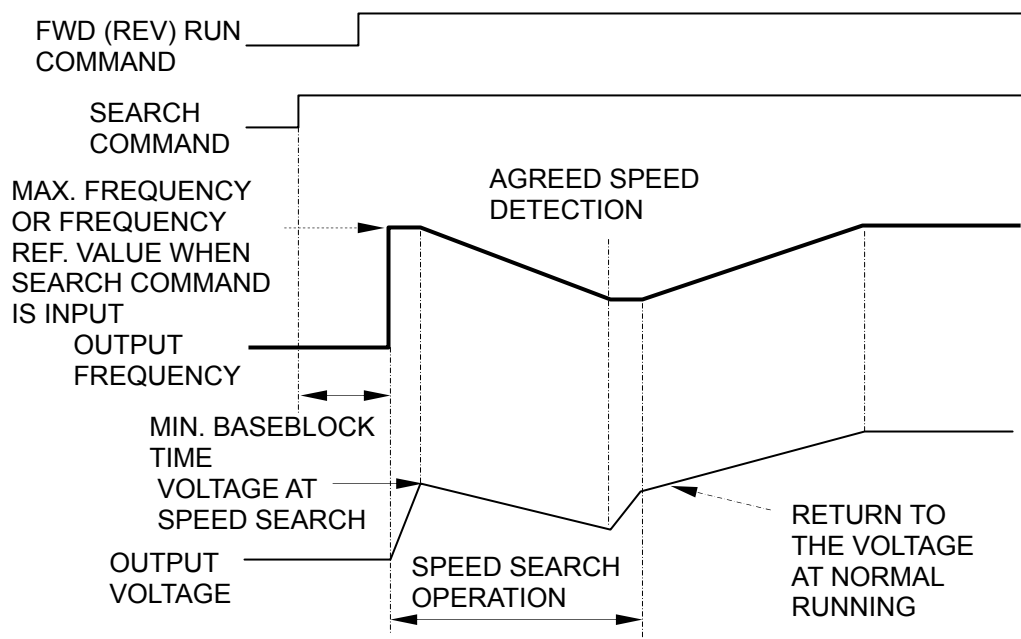 FWD (REV) RUN
COMMAND
SEARCH
COMMAND
MAX. FREQUENCY
OR FREQUENCY
REF. VALUE WHEN
SEARCH COMMAND
IS INPUT
AGREED SPEED
DETECTION
OUTPUT
FREQUENCY
MIN. BASEBLOCK
TIME
VOLTAGE AT
SPEED SEARCH
OUTPUT
VOLTAGE
SPEED SEARCH
OPERATION
RETURN TO
THE VOLTAGE
AT NORMAL
RUNNING